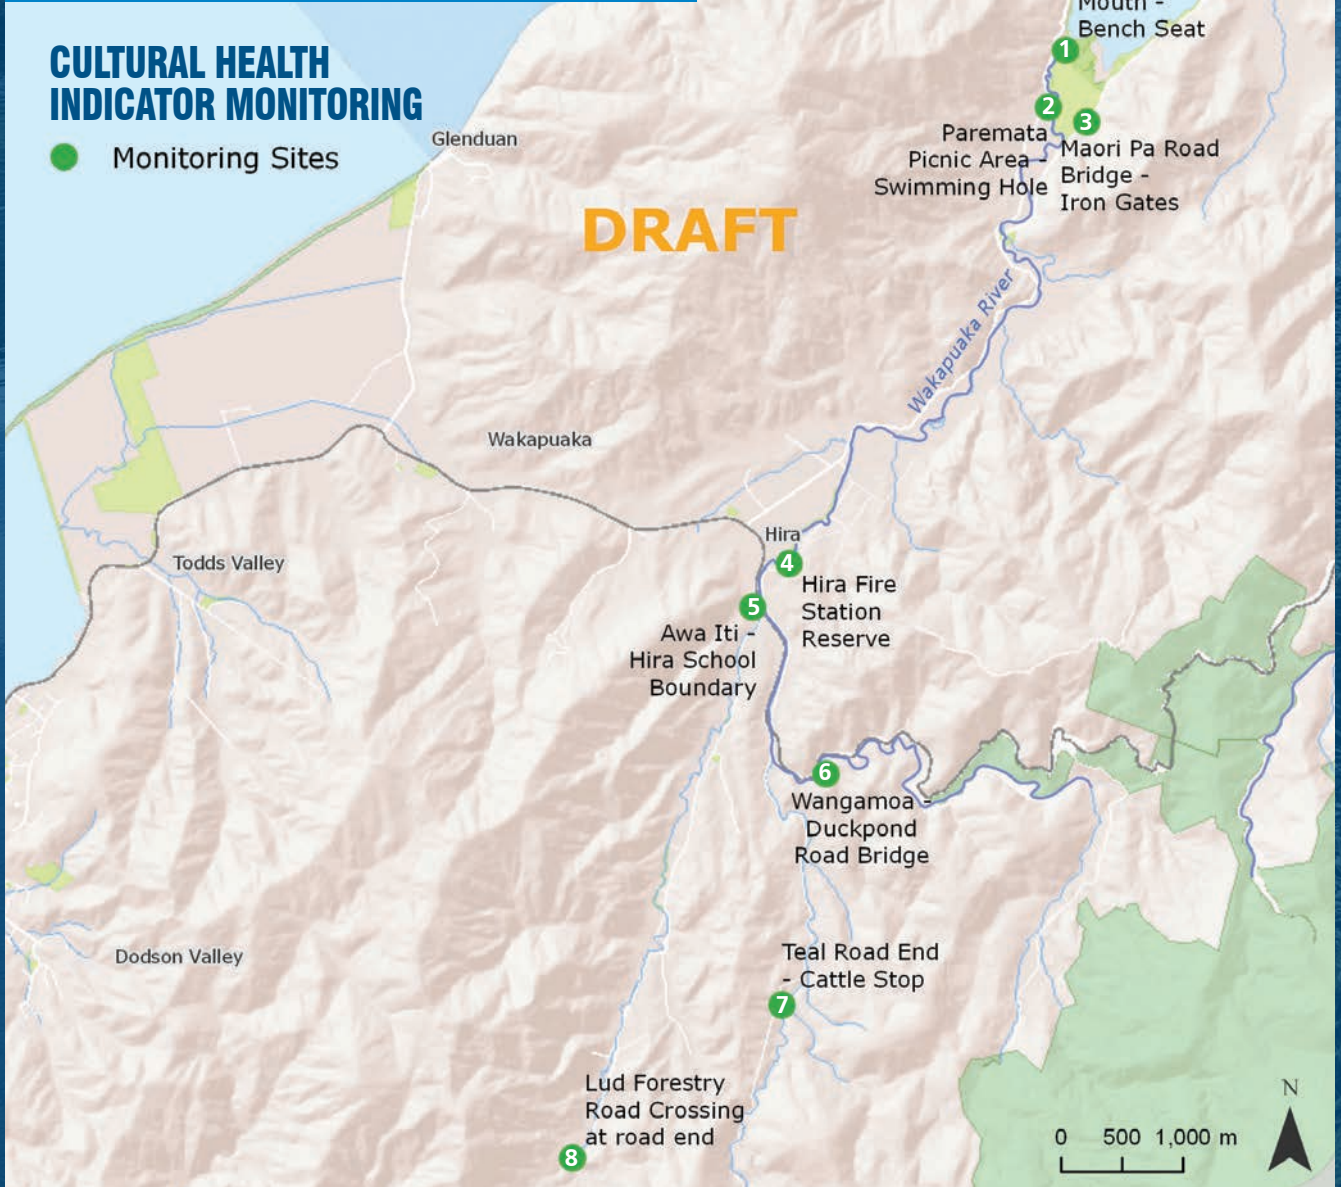 CULTURAL HEALTH
INDICATOR MONITORING
Monitoring Sites
Mouth -
Bench Seat
1
2
3
Glenduan
Paremata
Picnic Area -
Swimming Hole
Maori Pa Road
Bridge -
Iron Gates
DRAFT
Wakapuaka River
Wakapuaka
Hira
4
Hira Fire
Station
Reserve
Todds Valley
5
Awa Iti -
Hira School
Boundary
6
Wangamoa -
Duckpond
Road Bridge
Dodson Valley
Teal Road End
- Cattle Stop
7
Lud Forestry
Road Crossing
at road end
8
N
0 500 1,000 m